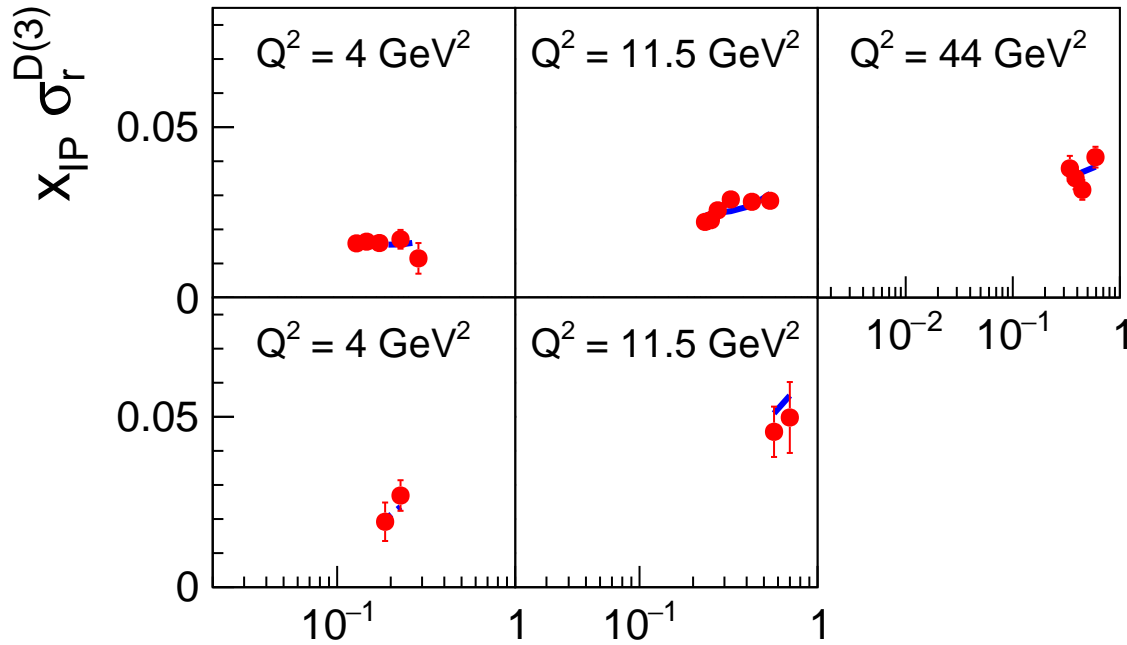 x_IP σ_r^D(3)
Q² = 4 GeV² Q² = 11.5 GeV² Q² = 44 GeV²
0.05
0
10⁻² 10⁻¹ 1
Q² = 4 GeV² Q² = 11.5 GeV²
0.05
0
10⁻¹ 1 10⁻¹ 1